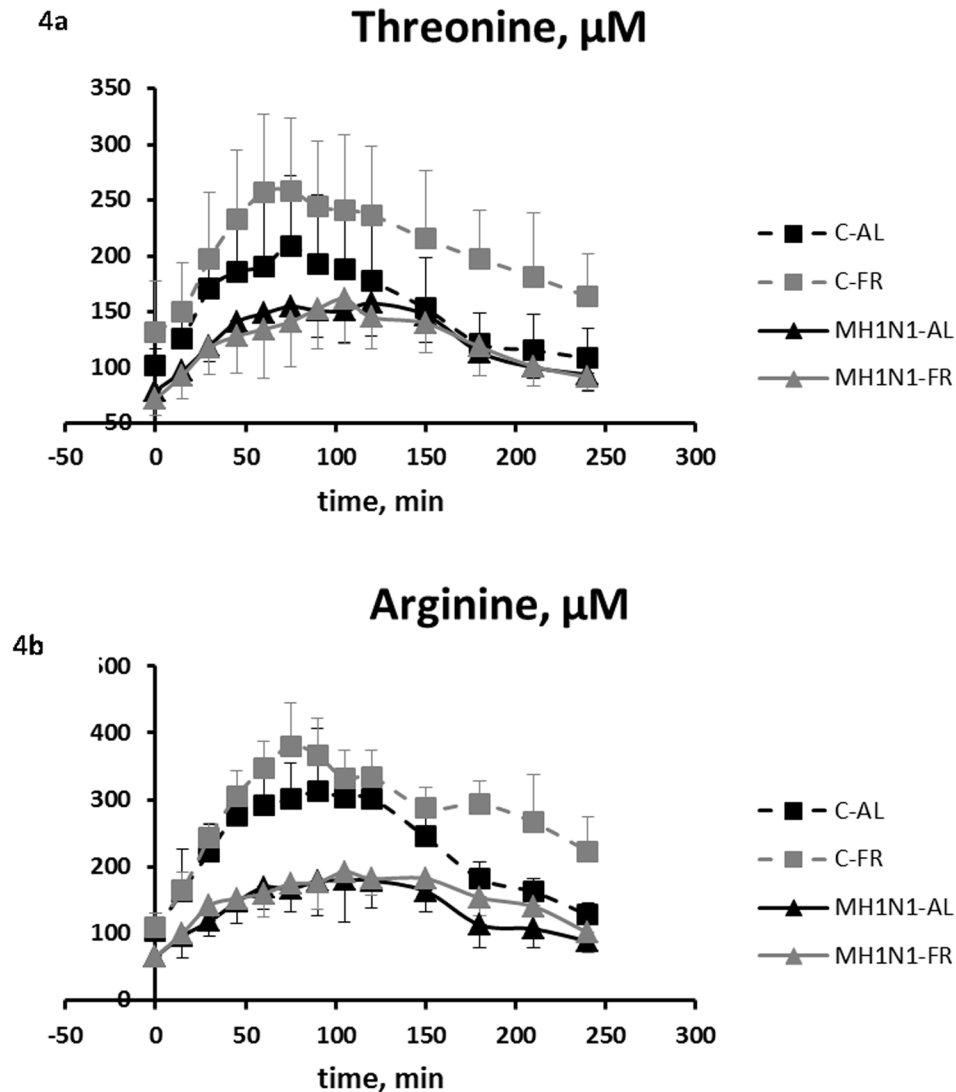 4a
Threonine, µM
350
300
250
200
150
100
50
-50 0 50 100 150 200 250 300
time, min
C-AL
C-FR
MH1N1-AL
MH1N1-FR
Arginine, µM
4b
400
300
200
100
0
-50 0 50 100 150 200 250 300
time, min
C-AL
C-FR
MH1N1-AL
MH1N1-FR